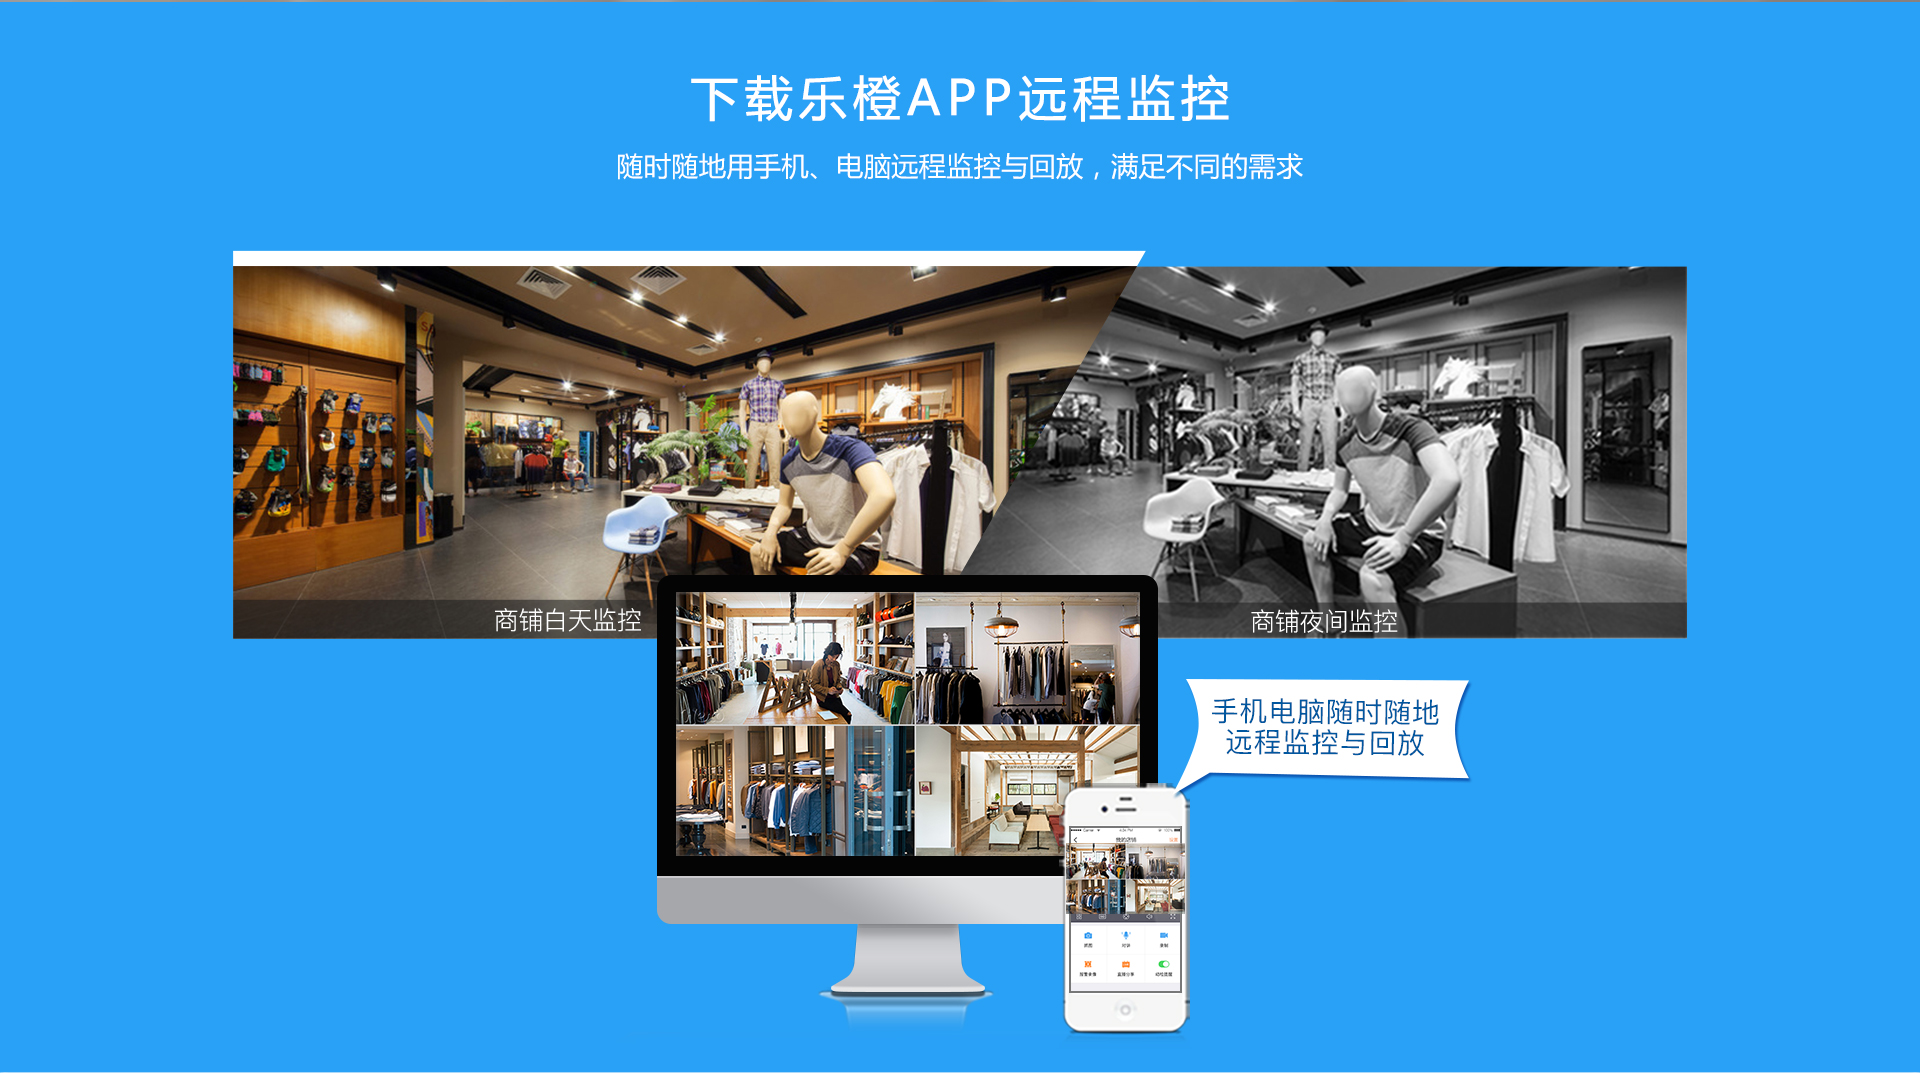 下载乐橙APP远程监控
随时随地用手机、电脑远程监控与回放，满足不同的需求
商铺白天监控
商铺夜间监控
手机电脑随时随地
远程监控与回放